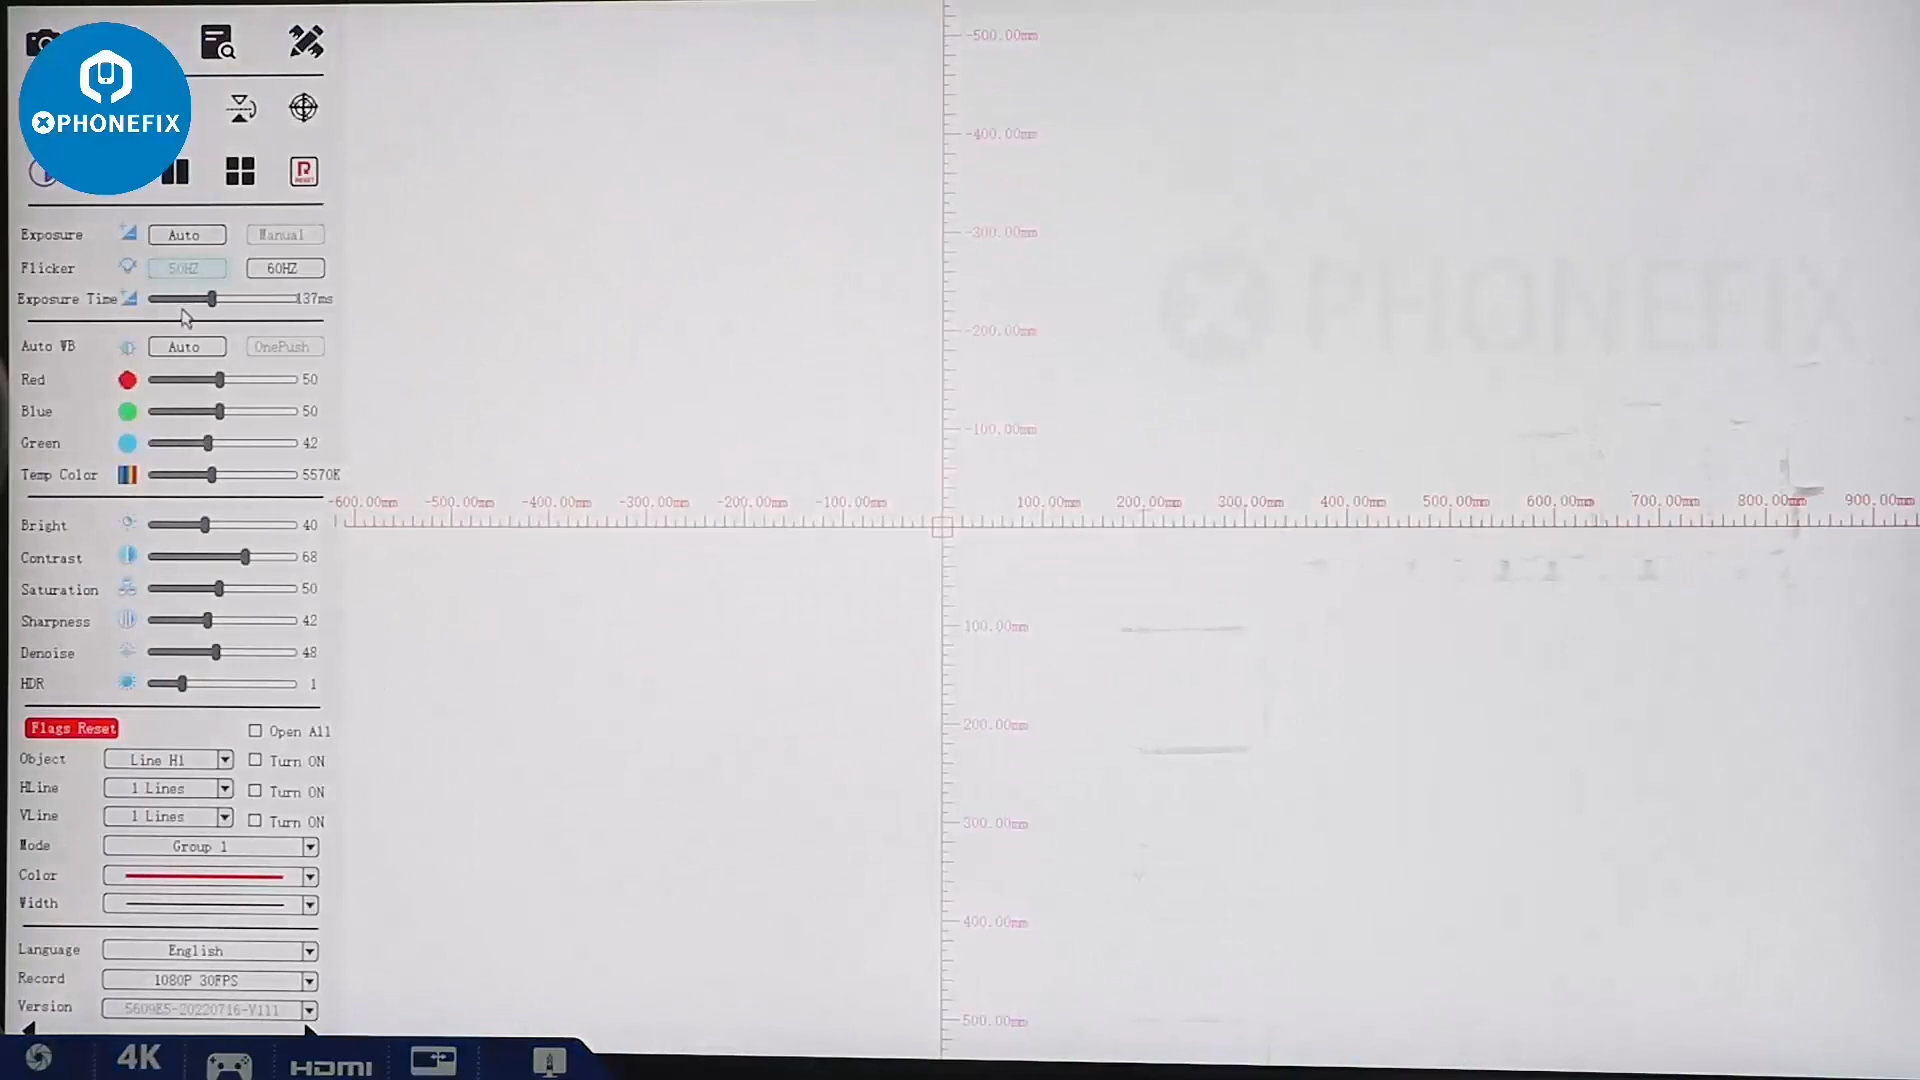 PHONEFIX
R
RESET
Exposure Auto Manual
Flicker 50HZ 60HZ
Exposure Time 137ms
Auto WB Auto OnePush
Red 50
Blue 50
Green 42
Temp Color 5570K
Bright 40
Contrast 68
Saturation 50
Sharpness 42
Denoise 48
HDR 1
Flags Reset Open All
Object Line H1 Turn ON
HLine 1 Lines Turn ON
VLine 1 Lines Turn ON
Mode Group 1
Color
Width
Language English
Record 1080P 30FPS
Version 5609E5-20220716-V111
4K HDMI
-500.00mm
-400.00mm
-300.00mm
PHONEFIX
-200.00mm
-100.00mm
-600.00mm -500.00mm -400.00mm -300.00mm -200.00mm -100.00mm 100.00mm 200.00mm 300.00mm 400.00mm 500.00mm 600.00mm 700.00mm 800.00mm 900.00mm
100.00mm
200.00mm
300.00mm
400.00mm
500.00mm